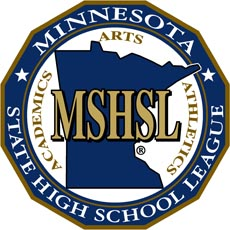 MINNESOTA
ARTS
ACADEMICS
ATHLETICS
MSHSL
®
STATE HIGH SCHOOL LEAGUE